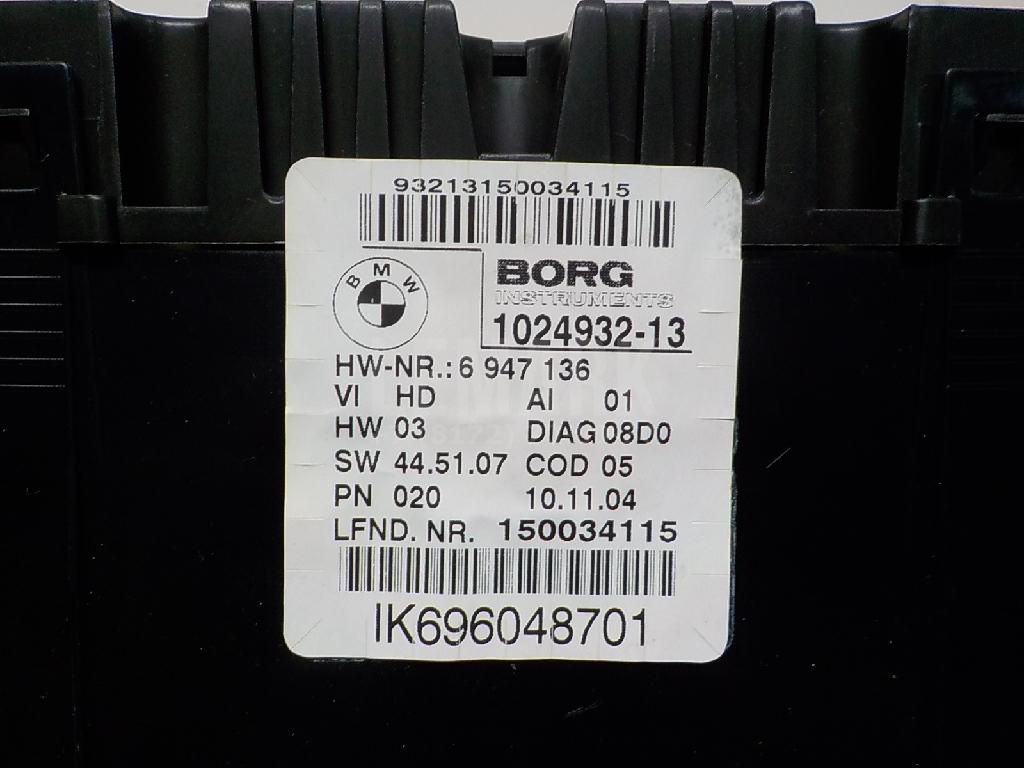 93213150034115
BMW
BORG
INSTRUMENTS
1024932-13
HW-NR.: 6 947 136
VI HD AI 01
HW 03 DIAG 08D0
SW 44.51.07 COD 05
PN 020 10.11.04
LFND. NR. 150034115
IK696048701